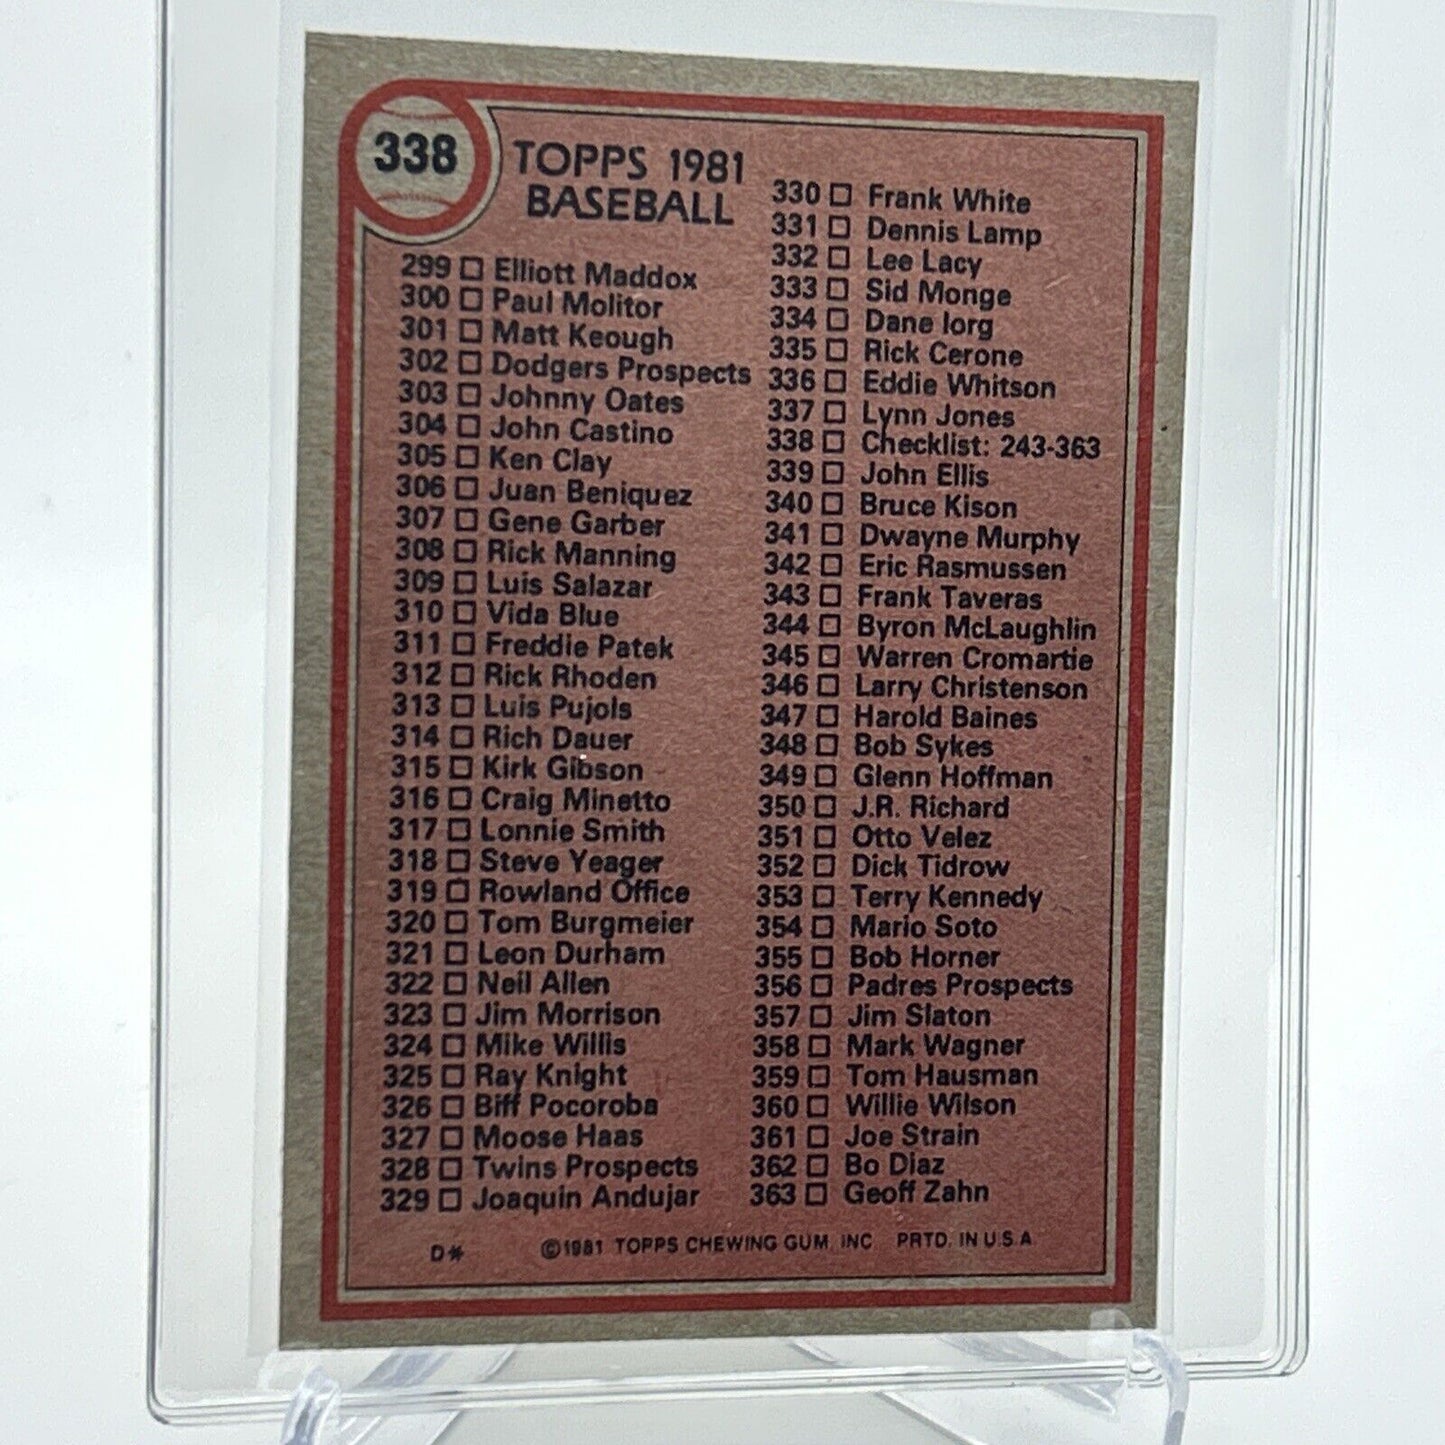 338
TOPPS 1981
BASEBALL
299 Elliott Maddox
300 Paul Molitor
301 Matt Keough
302 Dodgers Prospects
303 Johnny Oates
304 John Castino
305 Ken Clay
306 Juan Beniquez
307 Gene Garber
308 Rick Manning
309 Luis Salazar
310 Vida Blue
311 Freddie Patek
312 Rick Rhoden
313 Luis Pujols
314 Rich Dauer
315 Kirk Gibson
316 Craig Minetto
317 Lonnie Smith
318 Steve Yeager
319 Rowland Office
320 Tom Burgmeier
321 Leon Durham
322 Neil Allen
323 Jim Morrison
324 Mike Willis
325 Ray Knight
326 Biff Pocoroba
327 Moose Haas
328 Twins Prospects
329 Joaquin Andujar
330 Frank White
331 Dennis Lamp
332 Lee Lacy
333 Sid Monge
334 Dane Iorg
335 Rick Cerone
336 Eddie Whitson
337 Lynn Jones
338 Checklist: 243-363
339 John Ellis
340 Bruce Kison
341 Dwayne Murphy
342 Eric Rasmussen
343 Frank Taveras
344 Byron McLaughlin
345 Warren Cromartie
346 Larry Christenson
347 Harold Baines
348 Bob Sykes
349 Glenn Hoffman
350 J.R. Richard
351 Otto Velez
352 Dick Tidrow
353 Terry Kennedy
354 Mario Soto
355 Bob Horner
356 Padres Prospects
357 Jim Slaton
358 Mark Wagner
359 Tom Hausman
360 Willie Wilson
361 Joe Strain
362 Bo Diaz
363 Geoff Zahn
D* ©1981 TOPPS CHEWING GUM, INC PRTD. IN U.S.A.